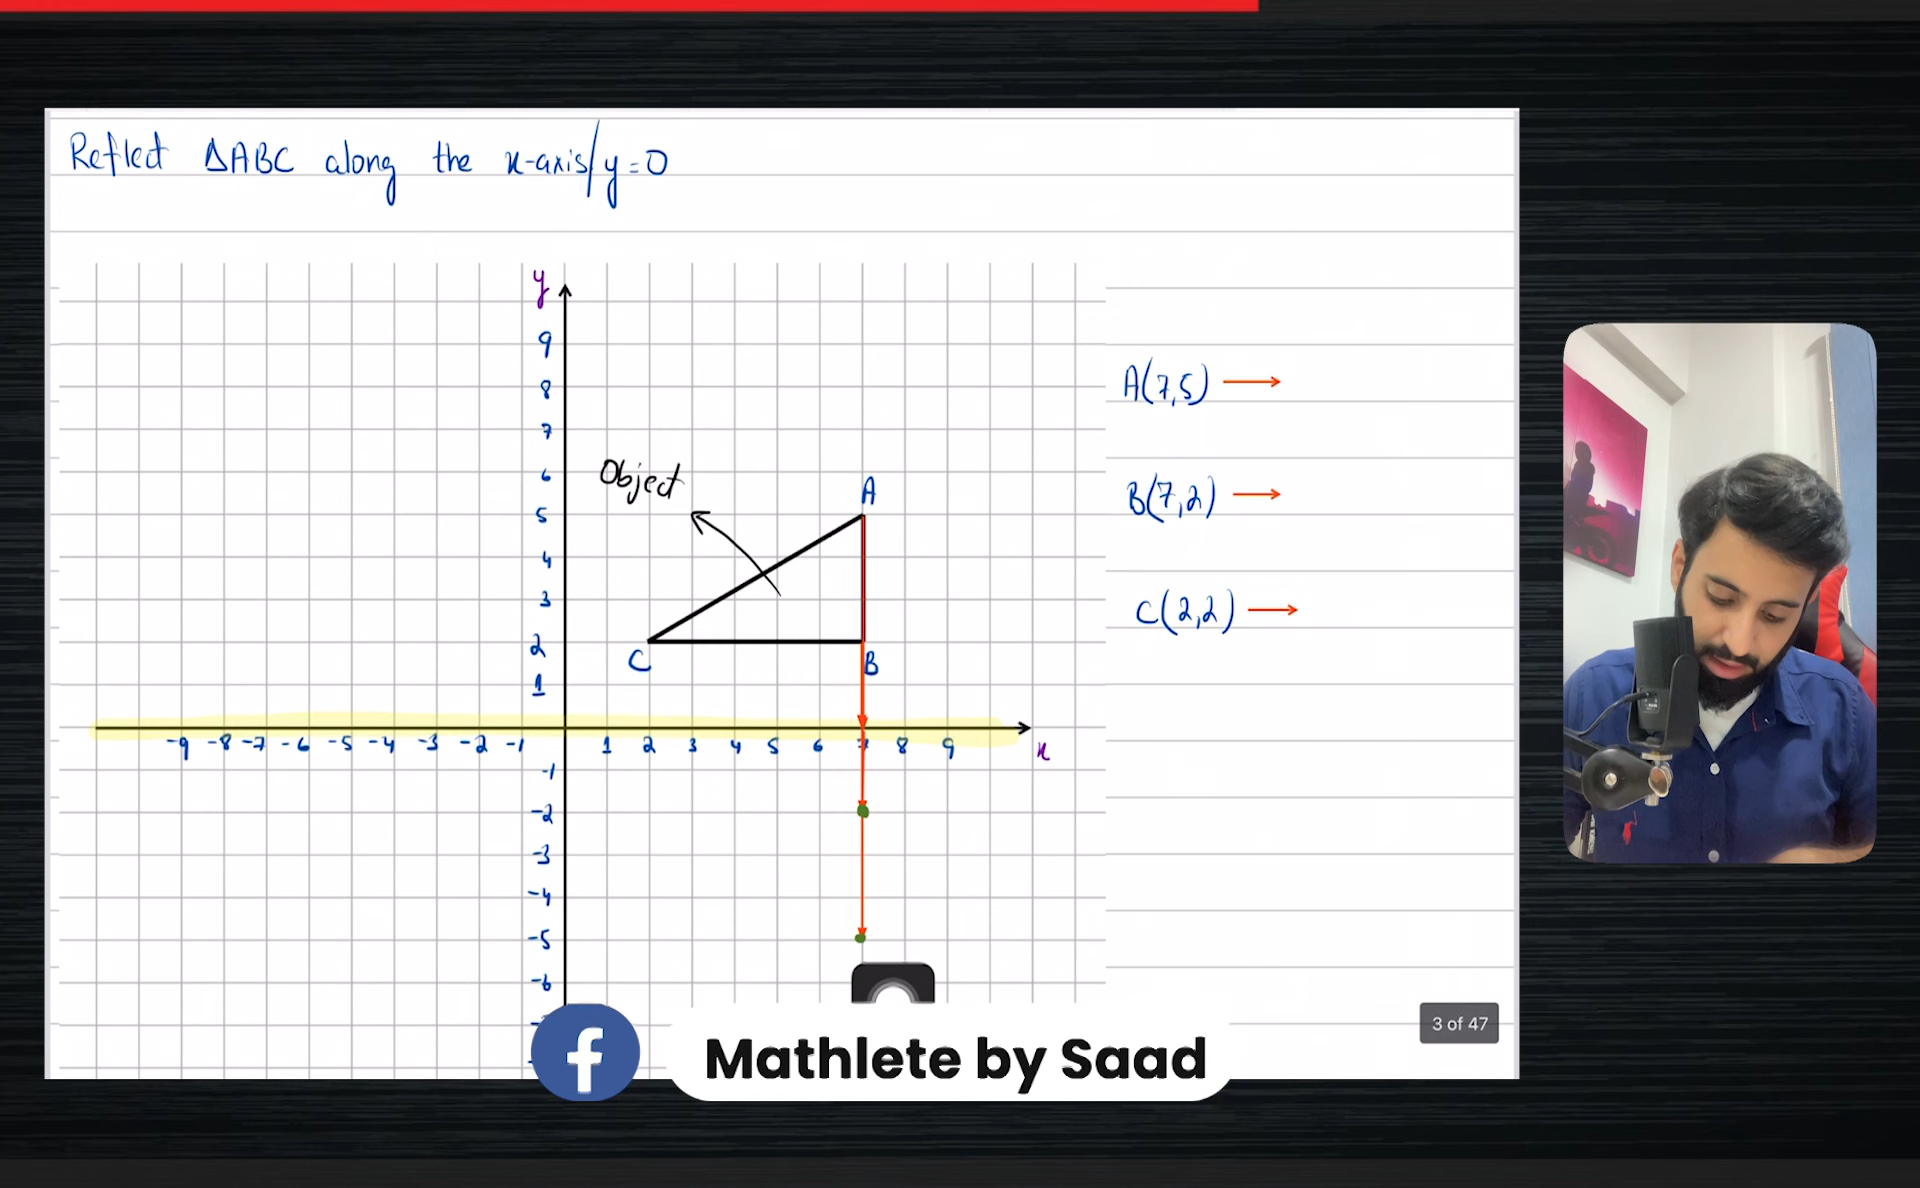 Reflect ΔABC along the x-axis/y=0
y
9
8
7
6
5
4
3
2
1
Object
A
C
B
A(7,5) →
B(7,2) →
C(2,2) →
-9 -8 -7 -6 -5 -4 -3 -2 -1 1 2 3 4 5 6 7 8 9
x
-1
-2
-3
-4
-5
-6
3 of 47
Mathlete by Saad